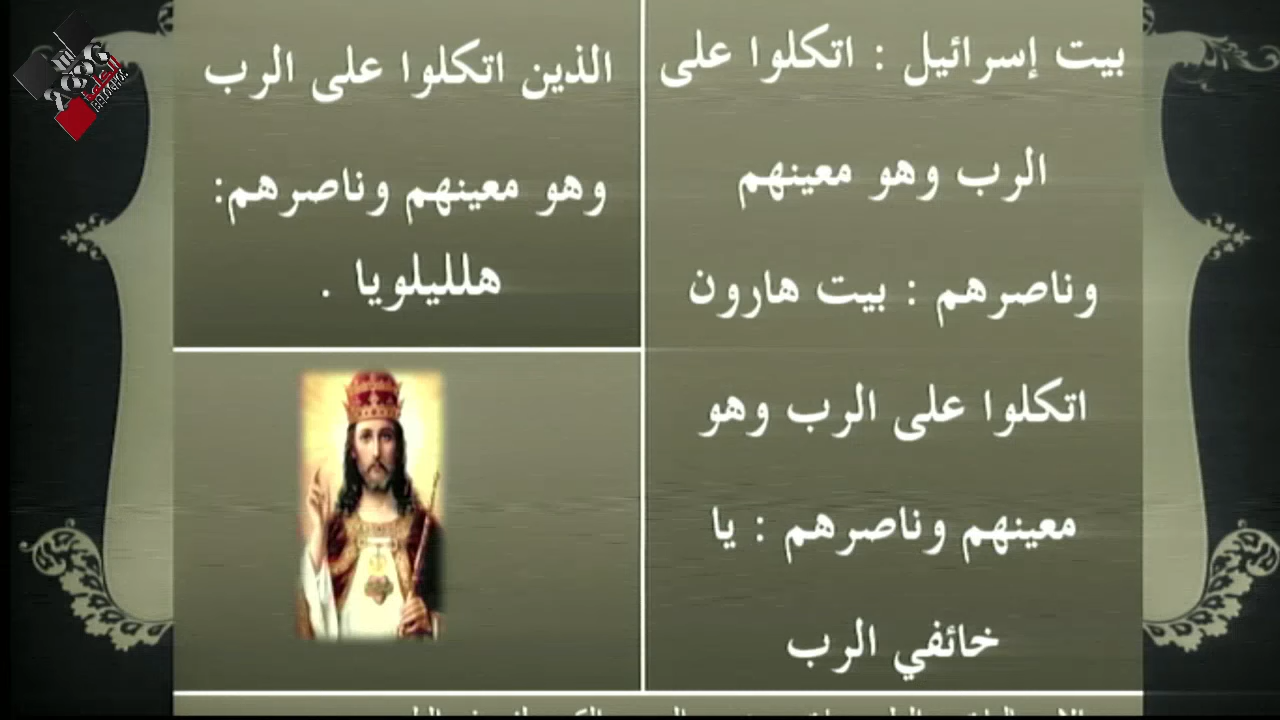 بيت إسرائيل : اتكلوا على
الرب وهو معينهم
وناصرهم : بيت هارون
اتكلوا على الرب وهو
معينهم وناصرهم : يا
خائفي الرب
الذين اتكلوا على الرب
وهو معينهم وناصرهم:
هلليلويا .